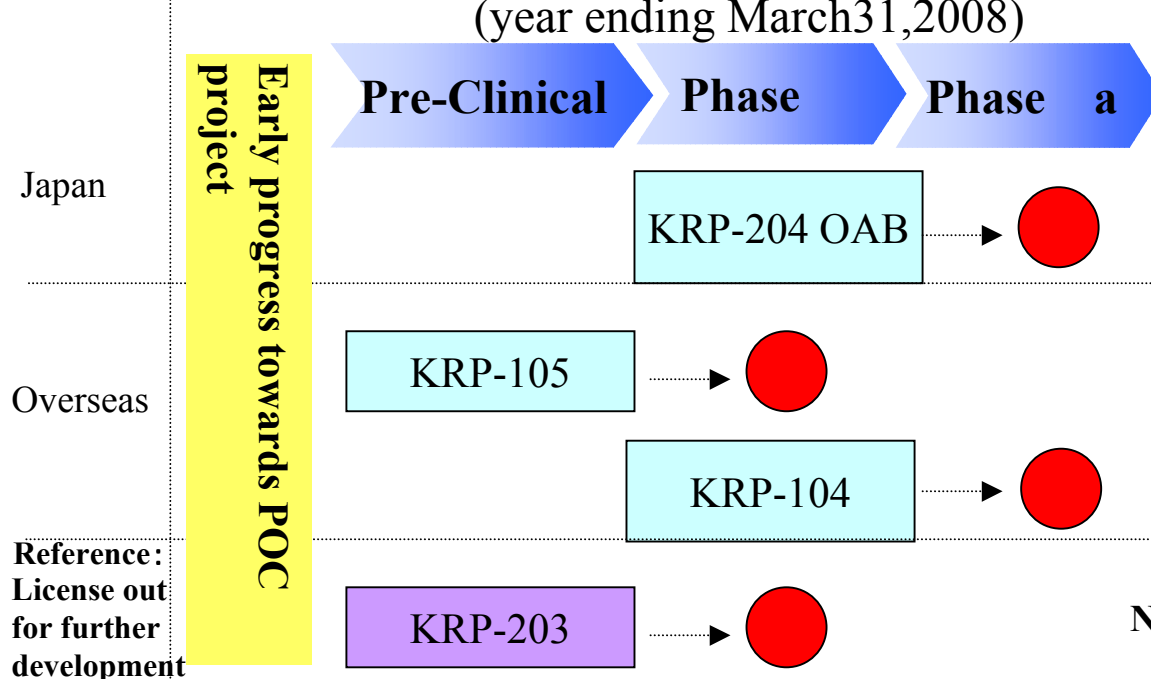 (year ending March31,2008)
Pre-Clinical
Phase
Phase a
Early progress towards POC
project
Japan
KRP-204 OAB
Overseas
KRP-105
KRP-104
Reference:
License out
for further
development
KRP-203
N